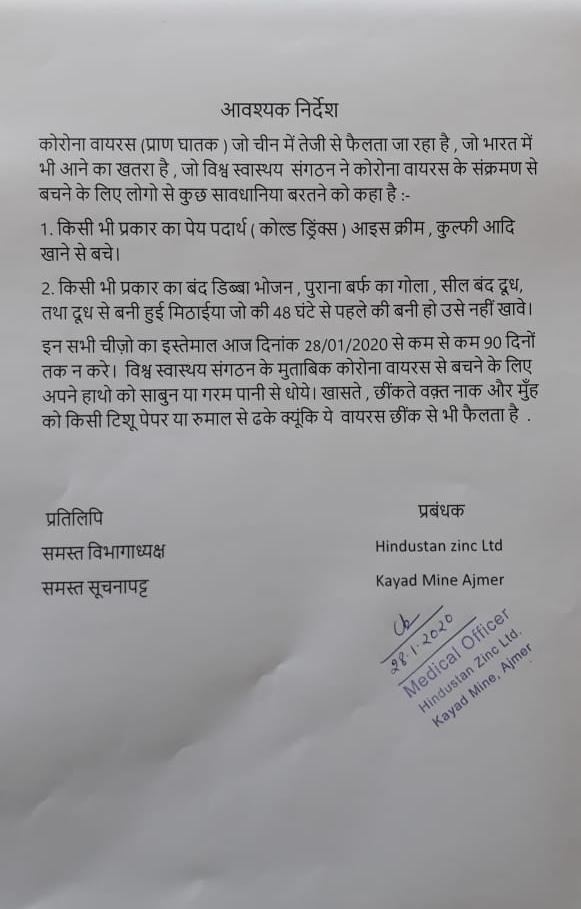 आवश्यक निर्देश
कोरोना वायरस (प्राण घातक ) जो चीन में तेजी से फैलता जा रहा है , जो भारत में
भी आने का खतरा है , जो विश्व स्वास्थय संगठन ने कोरोना वायरस के संक्रमण से
बचने के लिए लोगो से कुछ सावधानिया बरतने को कहा है :-
1. किसी भी प्रकार का पेय पदार्थ ( कोल्ड ड्रिंक्स ) आइस क्रीम , कुल्फी आदि
खाने से बचे।
2. किसी भी प्रकार का बंद डिब्बा भोजन , पुराना बर्फ का गोला , सील बंद दूध,
तथा दूध से बनी हुई मिठाईया जो की 48 घंटे से पहले की बनी हो उसे नहीं खावे।
इन सभी चीज़ो का इस्तेमाल आज दिनांक 28/01/2020 से कम से कम 90 दिनों
तक न करे। विश्व स्वास्थय संगठन के मुताबिक कोरोना वायरस से बचने के लिए
अपने हाथो को साबुन या गरम पानी से धोये। खासते , छींकते वक़्त नाक और मुँह
को किसी टिशू पेपर या रुमाल से ढके क्यूंकि ये वायरस छींक से भी फैलता है .
प्रतिलिपि
समस्त विभागाध्यक्ष
समस्त सूचनापट्ट
प्रबंधक
Hindustan zinc Ltd
Kayad Mine Ajmer
28.1.2020
Medical Officer
Hindustan Zinc Ltd.
Kayad Mine, Ajmer